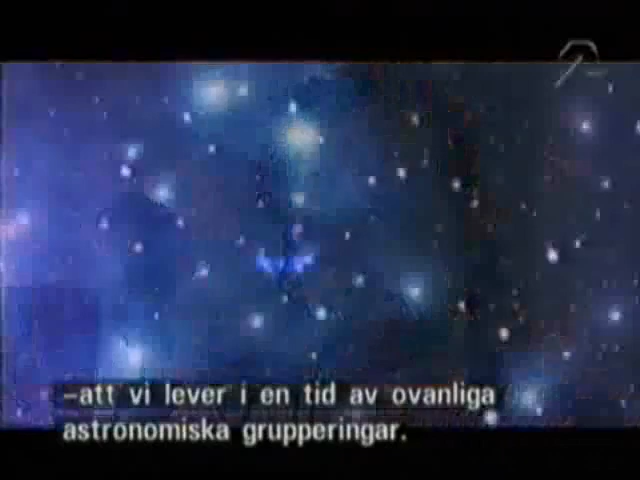 –att vi lever i en tid av ovanliga
astronomiska grupperingar.